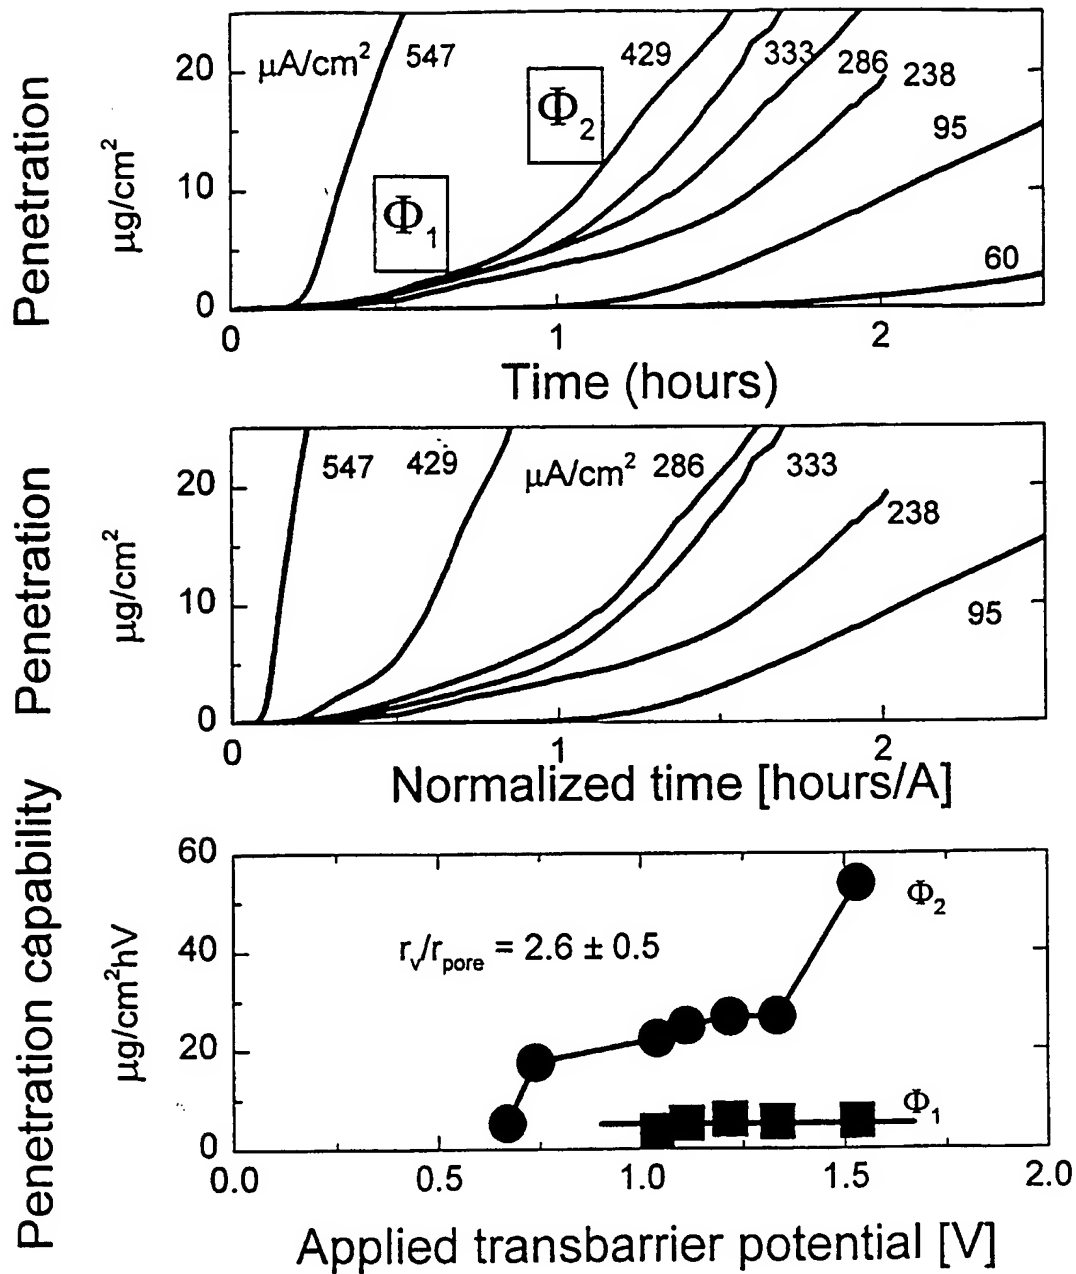 Penetration
µg/cm²
20
10
0
µA/cm²
547
429
333
286
238
95
60
Φ₁
Φ₂
0
1
2
Time (hours)
Penetration
µg/cm²
20
10
0
547
429
µA/cm²
286
333
238
95
0
1
2
Normalized time [hours/A]
Penetration capability
µg/cm²hV
60
40
20
0
r_v/r_pore = 2.6 ± 0.5
Φ₂
Φ₁
0.0
0.5
1.0
1.5
2.0
Applied transbarrier potential [V]